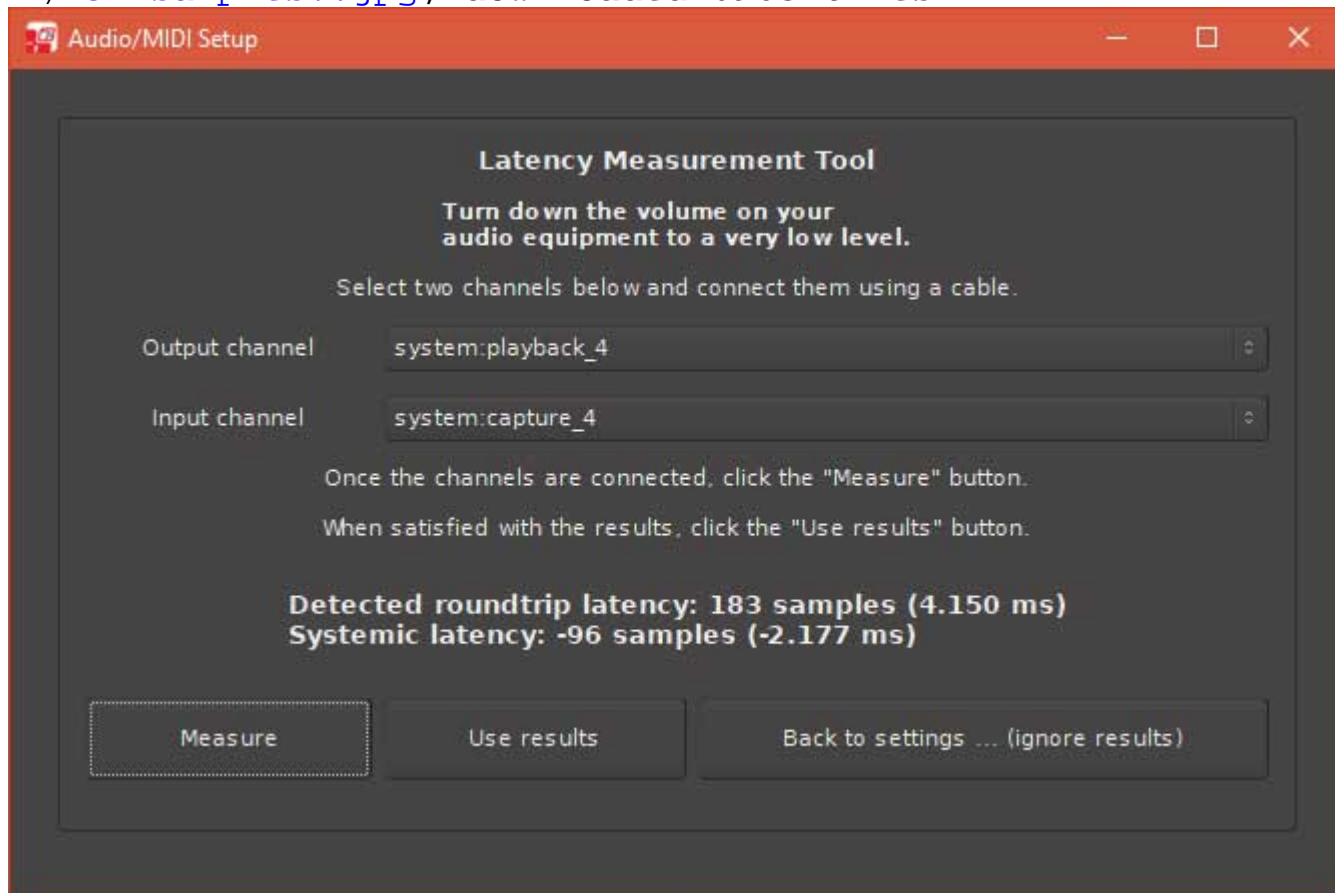 Audio/MIDI Setup
Latency Measurement Tool
Turn down the volume on your
audio equipment to a very low level.
Select two channels below and connect them using a cable.
Output channel system:playback_4
Input channel system:capture_4
Once the channels are connected, click the "Measure" button.
When satisfied with the results, click the "Use results" button.
Detected roundtrip latency: 183 samples (4.150 ms)
Systemic latency: -96 samples (-2.177 ms)
Measure Use results Back to settings ... (ignore results)